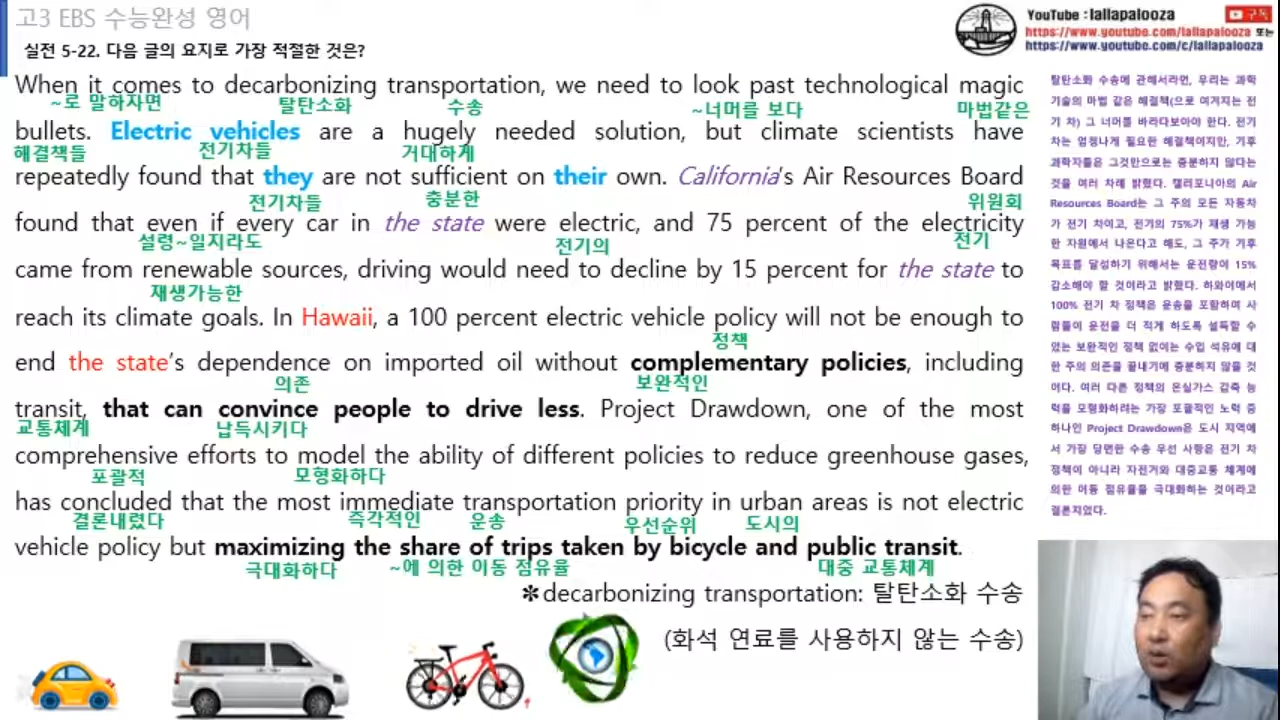 고3 EBS 수능완성 영어
YouTube : lallapalooza
구독
https://www.youtube.com/lallapalooza 또는
https://www.youtube.com/c/lallapalooza
실전 5-22. 다음 글의 요지로 가장 적절한 것은?
When it comes to decarbonizing transportation, we need to look past technological magic
~로 말하자면 탈탄소화 수송 ~너머를 보다 마법같은
bullets. Electric vehicles are a hugely needed solution, but climate scientists have
해결책들 전기차들 거대하게
repeatedly found that they are not sufficient on their own. California's Air Resources Board
전기차들 충분한 위원회
found that even if every car in the state were electric, and 75 percent of the electricity
설령~일지라도 전기의 전기
came from renewable sources, driving would need to decline by 15 percent for the state to
재생가능한
reach its climate goals. In Hawaii, a 100 percent electric vehicle policy will not be enough to
정책
end the state's dependence on imported oil without complementary policies, including
의존 보완적인
transit, that can convince people to drive less. Project Drawdown, one of the most
교통체계 납득시키다
comprehensive efforts to model the ability of different policies to reduce greenhouse gases,
포괄적 모형화하다
has concluded that the most immediate transportation priority in urban areas is not electric
결론내렸다 즉각적인 운송 우선순위 도시의
vehicle policy but maximizing the share of trips taken by bicycle and public transit.
극대화하다 ~에 의한 이동 점유율 대중 교통체계
✻decarbonizing transportation: 탈탄소화 수송
(화석 연료를 사용하지 않는 수송)
탈탄소화 수송에 관해서라면, 우리는 과학
기술의 마법 같은 해결책(으로 여겨지는 전
기 차) 그 너머를 바라다보아야 한다. 전기
차는 엄청나게 필요한 해결책이지만, 기후
과학자들은 그것만으로는 충분하지 않다는
것을 여러 차례 밝혔다. 캘리포니아의 Air
Resources Board는 그 주의 모든 자동차
가 전기 차이고, 전기의 75%가 재생 가능
한 자원에서 나온다고 해도, 그 주가 기후
목표를 달성하기 위해서는 운전량이 15%
감소해야 할 것이라고 밝혔다. 하와이에서
100% 전기 차 정책은 운송을 포함하여 사
람들이 운전을 더 적게 하도록 설득할 수
있는 보완적인 정책 없이는 수입 석유에 대
한 주의 의존을 끝내기에 충분하지 않을 것
이다. 여러 다른 정책의 온실가스 감축 능
력을 모형화하려는 가장 포괄적인 노력 중
하나인 Project Drawdown은 도시 지역에
서 가장 당면한 수송 우선 사항은 전기 차
정책이 아니라 자전거와 대중교통 체계에
의한 이동 점유율을 극대화하는 것이라고
결론지었다.